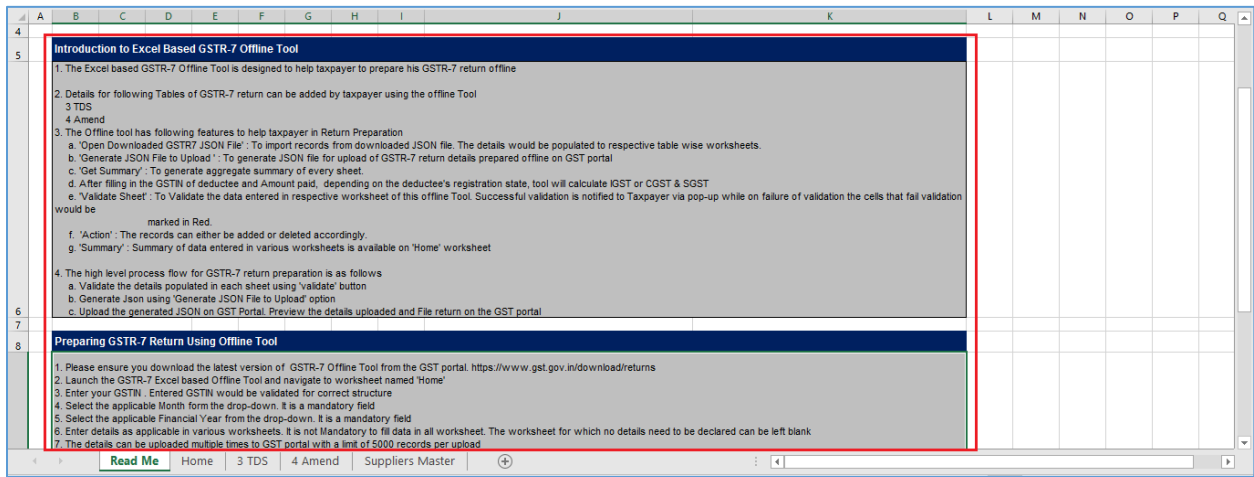 A B C D E F G H I J K L M N O P Q
4
5 Introduction to Excel Based GSTR-7 Offline Tool
1. The Excel based GSTR-7 Offline Tool is designed to help taxpayer to prepare his GSTR-7 return offline
2. Details for following Tables of GSTR-7 return can be added by taxpayer using the offline Tool
3 TDS
4 Amend
3. The Offline tool has following features to help taxpayer in Return Preparation
a. 'Open Downloaded GSTR7 JSON File' : To import records from downloaded JSON file. The details would be populated to respective table wise worksheets.
b. 'Generate JSON File to Upload ' : To generate JSON file for upload of GSTR-7 return details prepared offline on GST portal
c. 'Get Summary' : To generate aggregate summary of every sheet.
d. After filling in the GSTIN of deductee and Amount paid, depending on the deductee's registration state, tool will calculate IGST or CGST & SGST
e. 'Validate Sheet' : To Validate the data entered in respective worksheet of this offline Tool. Successful validation is notified to Taxpayer via pop-up while on failure of validation the cells that fail validation
would be
marked in Red.
f. 'Action' : The records can either be added or deleted accordingly.
g. 'Summary' : Summary of data entered in various worksheets is available on 'Home' worksheet
4. The high level process flow for GSTR-7 return preparation is as follows
a. Validate the details populated in each sheet using 'validate' button
b. Generate Json using 'Generate JSON File to Upload' option
6 c. Upload the generated JSON on GST Portal. Preview the details uploaded and File return on the GST portal
7
8 Preparing GSTR-7 Return Using Offline Tool
1. Please ensure you download the latest version of GSTR-7 Offline Tool from the GST portal. https://www.gst.gov.in/download/returns
2. Launch the GSTR-7 Excel based Offline Tool and navigate to worksheet named 'Home'
3. Enter your GSTIN . Entered GSTIN would be validated for correct structure
4. Select the applicable Month form the drop-down. It is a mandatory field
5. Select the applicable Financial Year from the drop-down. It is a mandatory field
6. Enter details as applicable in various worksheets. It is not Mandatory to fill data in all worksheet. The worksheet for which no details need to be declared can be left blank
7. The details can be uploaded multiple times to GST portal with a limit of 5000 records per upload
Read Me Home 3 TDS 4 Amend Suppliers Master